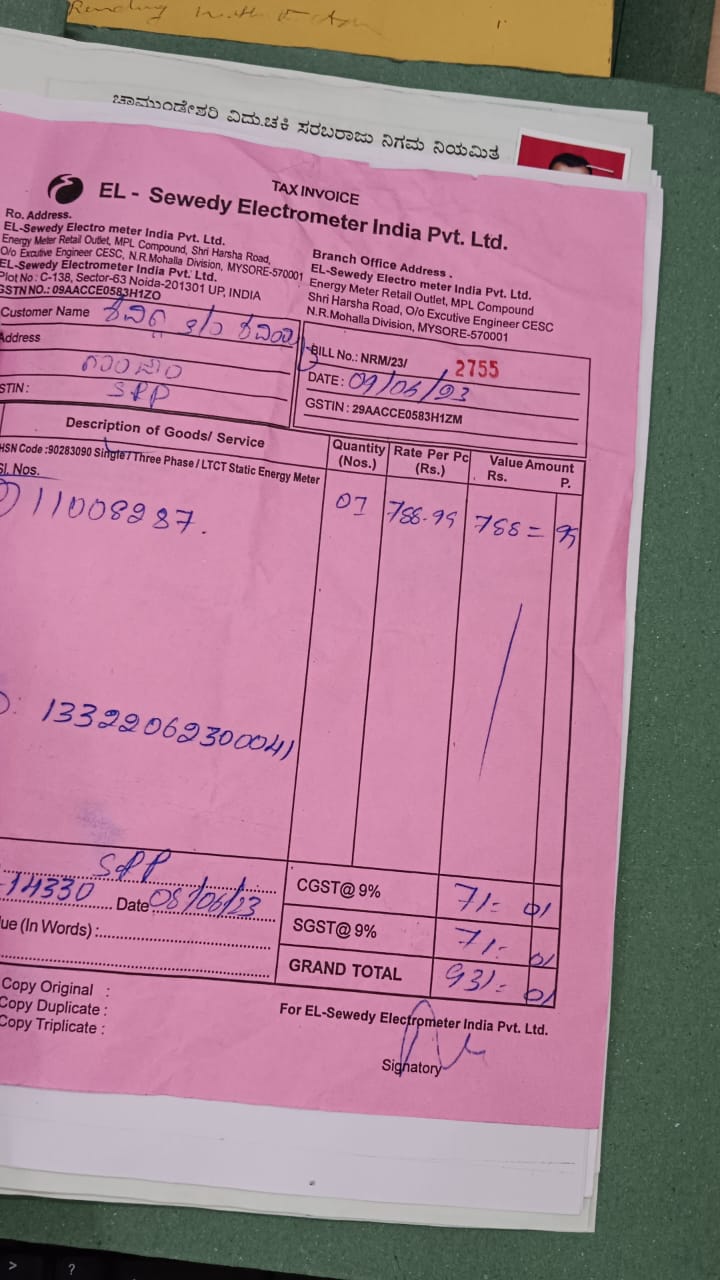 Pending
ಚಾಮುಂಡೇಶ್ವರಿ ವಿದ್ಯುಚ್ಛಕ್ತಿ ಸರಬರಾಜು ನಿಗಮ ನಿಯಮಿತ
TAX INVOICE
EL - Sewedy Electrometer India Pvt. Ltd.
Ro. Address.
EL-Sewedy Electro meter India Pvt. Ltd.
Energy Meter Retail Outlet, MPL Compound, Shri Harsha Road,
O/o Excutive Engineer CESC, N.R.Mohalla Division, MYSORE-570001
EL-Sewedy Electrometer India Pvt. Ltd.
Plot No : C-138, Sector-63 Noida-201301 UP, INDIA
GSTN NO. : 09AACCE0583H1ZO
Branch Office Address .
EL-Sewedy Electro meter India Pvt. Ltd.
Energy Meter Retail Outlet, MPL Compound
Shri Harsha Road, O/o Excutive Engineer CESC
N.R.Mohalla Division, MYSORE-570001
Customer Name
Address
ಗಂಜಾಂ
STIN : SRP
BILL No.: NRM/23/ 2755
DATE : 09/06/23
GSTIN : 29AACCE0583H1ZM
Description of Goods/ Service
Quantity (Nos.)
Rate Per Pc (Rs.)
Value Amount Rs. P.
HSN Code :90283090 Single / Three Phase / LTCT Static Energy Meter
Sl. Nos.
11008287. 01 788.99 788 = 99
13322062300041
SRP
14330 Date 08/06/23
CGST@ 9% 71 = 01
SGST@ 9% 71 = 01
ue (In Words) :
GRAND TOTAL 931 = 01
Copy Original :
Copy Duplicate :
Copy Triplicate :
For EL-Sewedy Electrometer India Pvt. Ltd.
Signatory